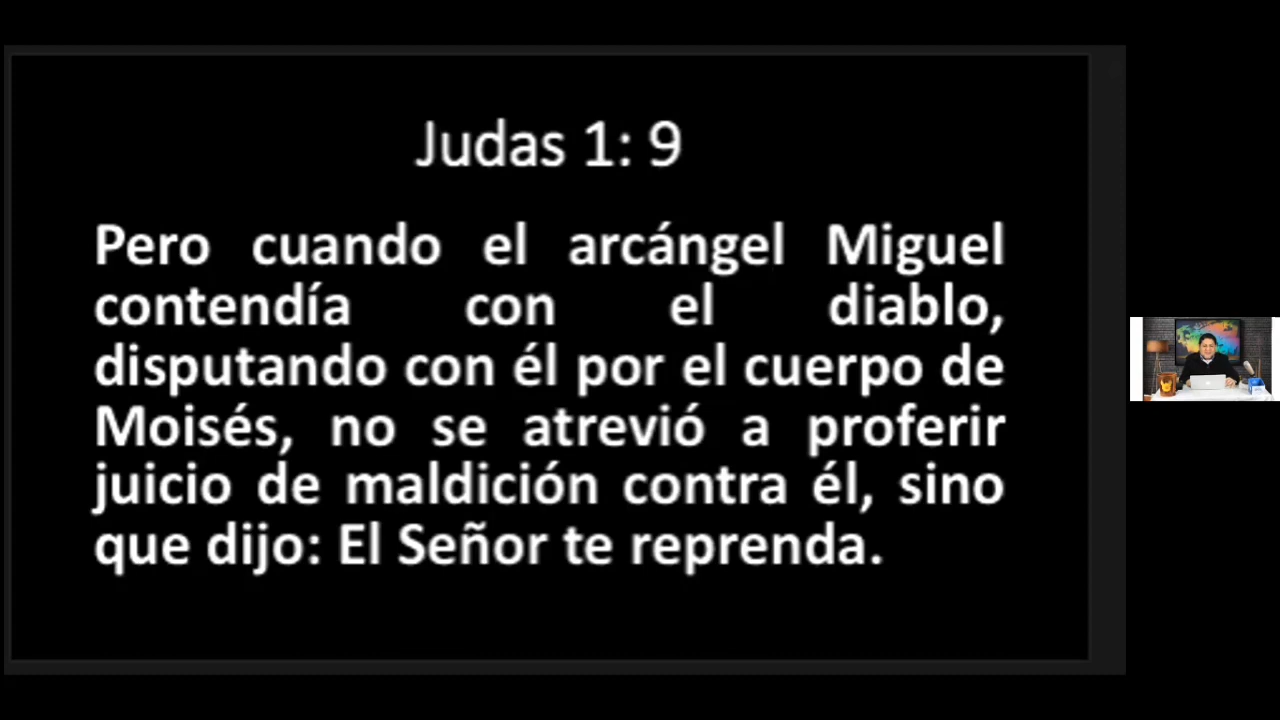 Judas 1: 9
Pero cuando el arcángel Miguel
contendía con el diablo,
disputando con él por el cuerpo de
Moisés, no se atrevió a proferir
juicio de maldición contra él, sino
que dijo: El Señor te reprenda.